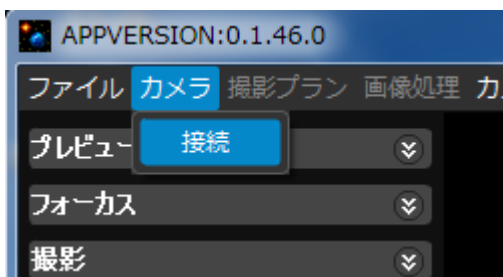 APPVERSION:0.1.46.0
ファイル カメラ 撮影プラン 画像処理
接続
プレビュー
フォーカス
撮影